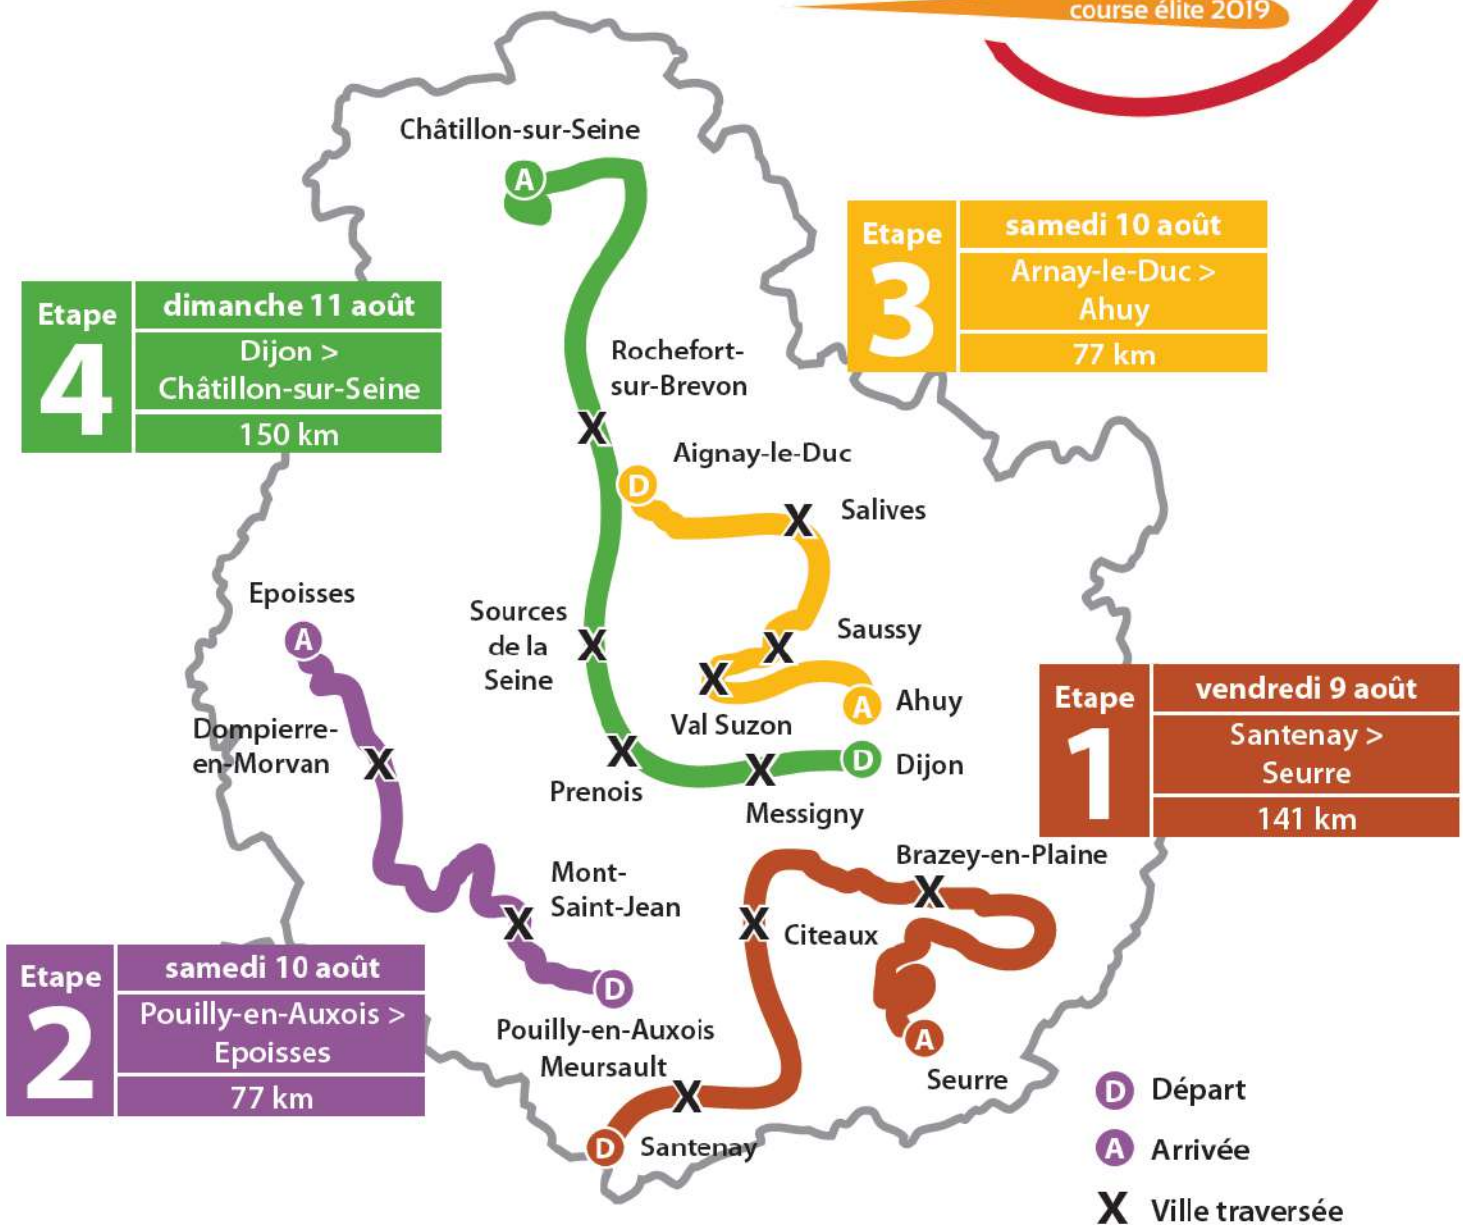 course élite 2019
Châtillon-sur-Seine
A
Etape
3
samedi 10 août
Arnay-le-Duc >
Ahuy
77 km
Etape
4
dimanche 11 août
Dijon >
Châtillon-sur-Seine
150 km
Rochefort-
sur-Brevon
X
Aignay-le-Duc
D
X
Salives
Epoisses
A
Sources
de la
Seine
X
Saussy
X
X
Val Suzon
A
Ahuy
Etape
1
vendredi 9 août
Santenay >
Seurre
141 km
Dompierre-
en-Morvan
X
X
Prenois
X
Messigny
D
Dijon
Brazey-en-Plaine
X
Mont-
Saint-Jean
X
X
Citeaux
Etape
2
samedi 10 août
Pouilly-en-Auxois >
Epoisses
77 km
D
Pouilly-en-Auxois
Meursault
X
A
Seurre
D
Santenay
D Départ
A Arrivée
X Ville traversée